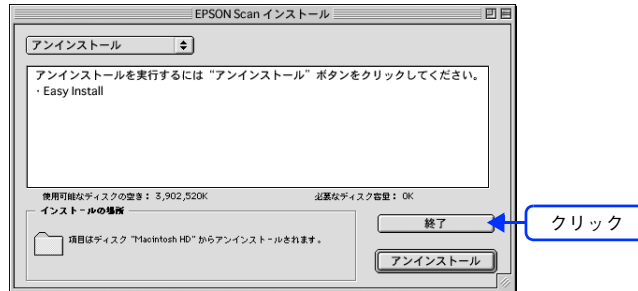 EPSON Scan インストール
アンインストール
アンインストールを実行するには“アンインストール”ボタンをクリックしてください。
・Easy Install
使用可能なディスクの空き： 3,902,520K 必要なディスク容量： 0K
インストールの場所
項目はディスク “Macintosh HD” からアンインストールされます。
終了
クリック
アンインストール